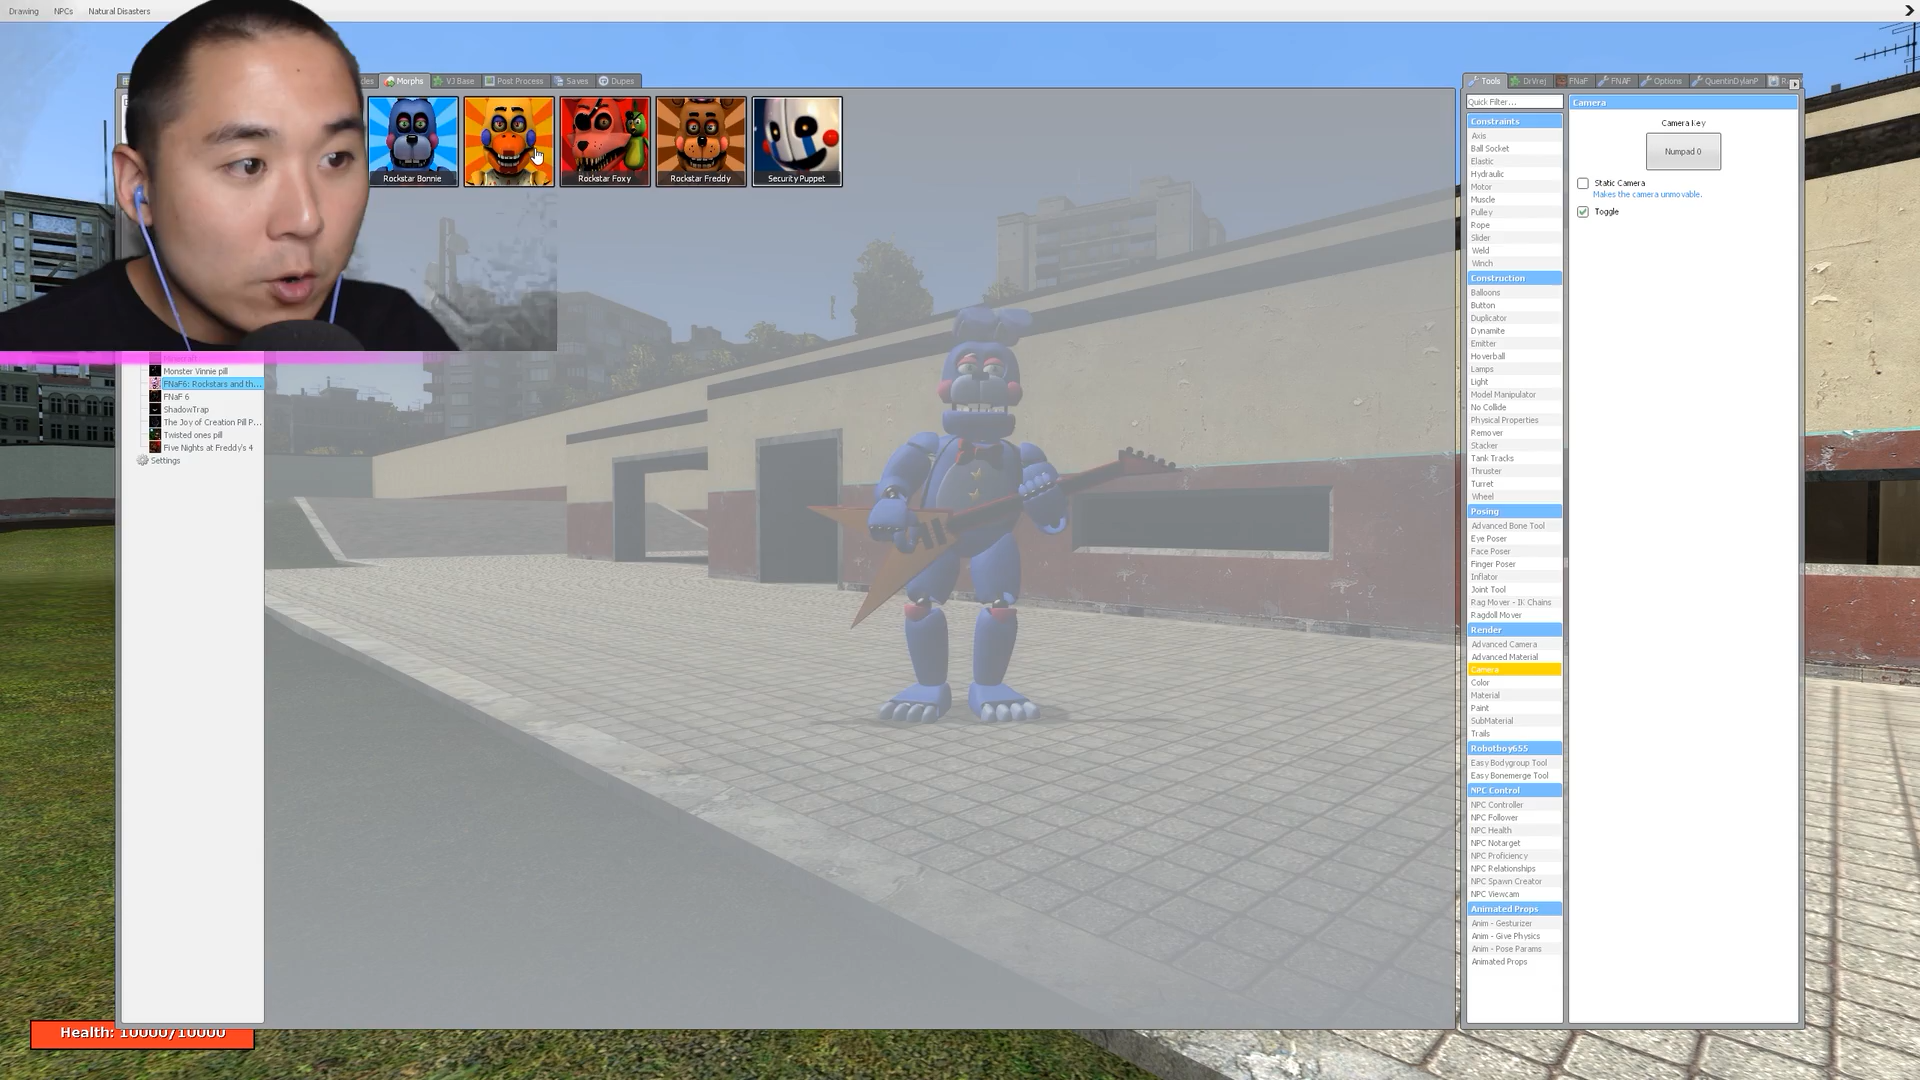 Drawing NPCs Natural Disasters
Morphs VJ Base Post Process Saves Dupes
Rockstar Bonnie
Rockstar Foxy
Rockstar Freddy
Security Puppet
Monster Vinnie pill
FNaF6: Rockstars and th...
FNaF 6
ShadowTrap
The Joy of Creation Pill P...
Twisted ones pill
Five Nights at Freddy's 4
Settings
Health: 10000/10000
Tools DrVrej FNaF FNAF Options QuentinDylanP
Quick Filter...
Constraints
Axis
Ball Socket
Elastic
Hydraulic
Motor
Muscle
Pulley
Rope
Slider
Weld
Winch
Construction
Balloons
Button
Duplicator
Dynamite
Emitter
Hoverball
Lamps
Light
Model Manipulator
No Collide
Physical Properties
Remover
Stacker
Tank Tracks
Thruster
Turret
Wheel
Posing
Advanced Bone Tool
Eye Poser
Face Poser
Finger Poser
Inflator
Joint Tool
Rag Mover - IK Chains
Ragdoll Mover
Render
Advanced Camera
Advanced Material
Camera
Color
Material
Paint
SubMaterial
Trails
Robotboy655
Easy Bodygroup Tool
Easy Bonemerge Tool
NPC Control
NPC Controller
NPC Follower
NPC Health
NPC Notarget
NPC Proficiency
NPC Relationships
NPC Spawn Creator
NPC Viewcam
Animated Props
Anim - Gesturizer
Anim - Give Physics
Anim - Pose Params
Animated Props
Camera
Camera Key
Numpad 0
Static Camera
Makes the camera unmovable.
Toggle